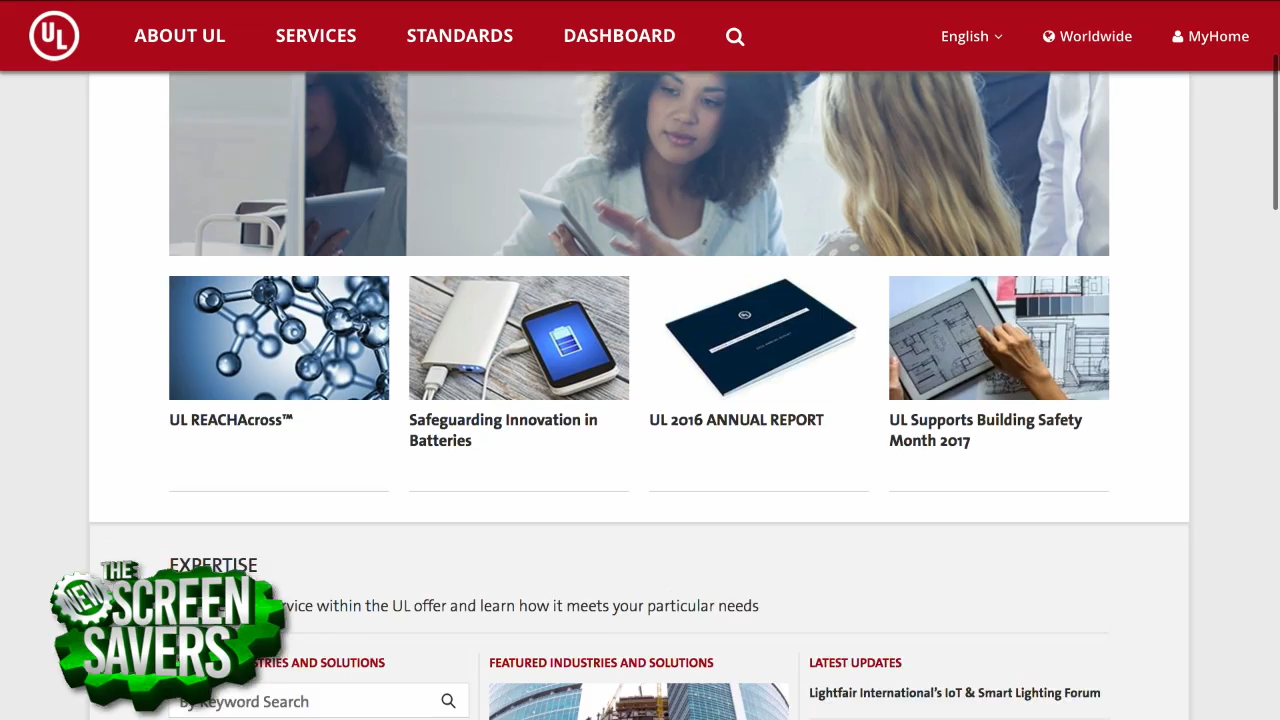 UL
ABOUT UL
SERVICES
STANDARDS
DASHBOARD
English
Worldwide
MyHome
UL REACHAcross™
Safeguarding Innovation in
Batteries
UL 2016 ANNUAL REPORT
UL Supports Building Safety
Month 2017
EXPERTISE
rvice within the UL offer and learn how it meets your particular needs
THE
NEW
SCREEN
SAVERS
STRIES AND SOLUTIONS
By Keyword Search
FEATURED INDUSTRIES AND SOLUTIONS
LATEST UPDATES
Lightfair International's IoT & Smart Lighting Forum